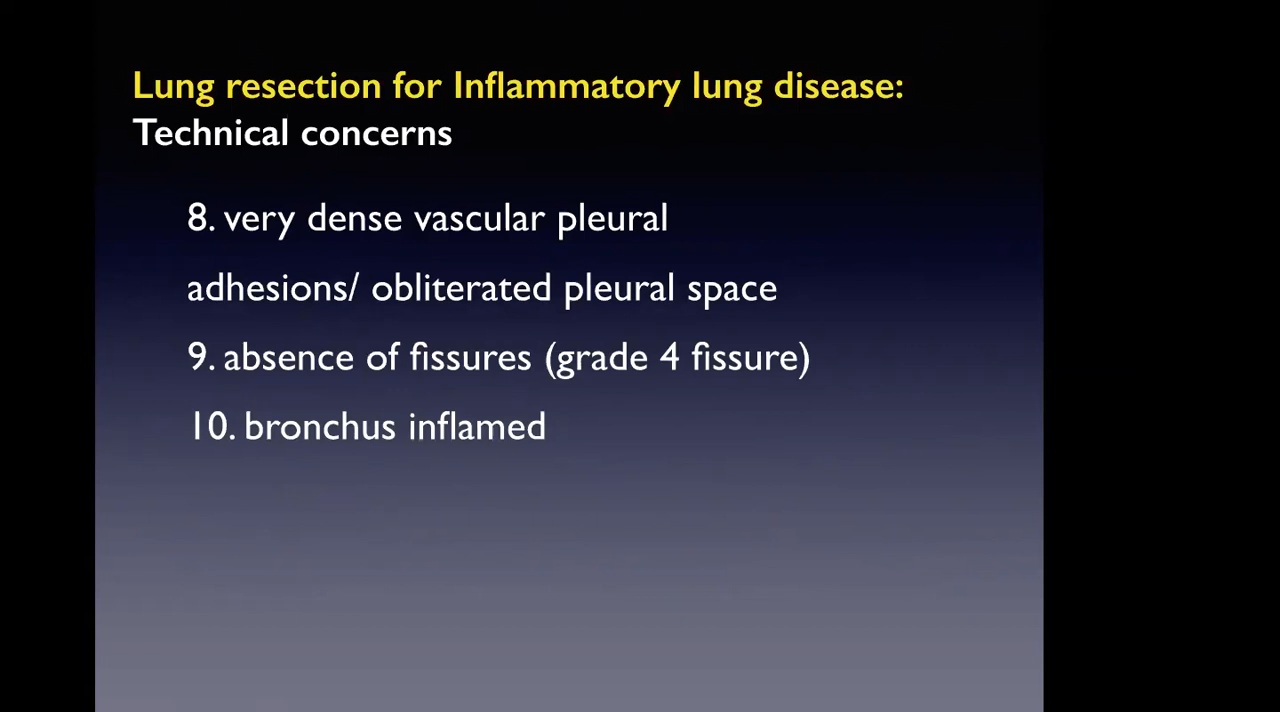 Lung resection for Inflammatory lung disease:
Technical concerns
8. very dense vascular pleural
adhesions/ obliterated pleural space
9. absence of fissures (grade 4 fissure)
10. bronchus inflamed